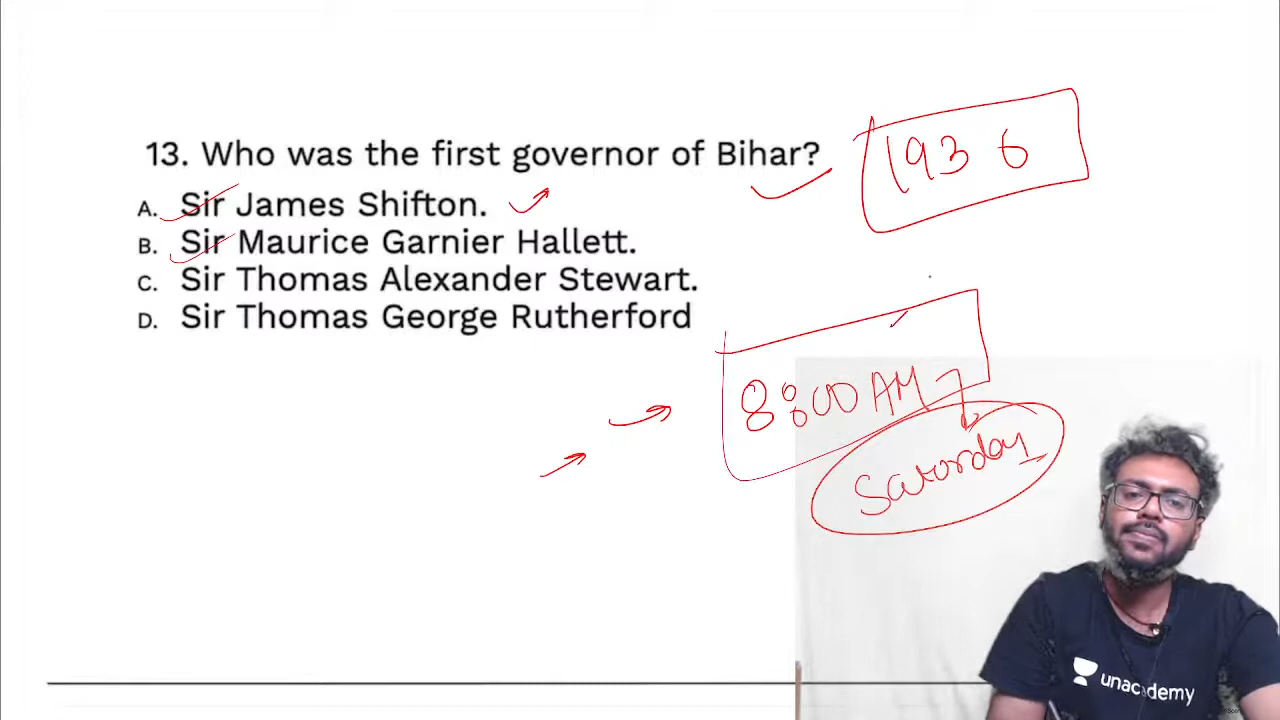 13. Who was the first governor of Bihar?
1936
A. Sir James Shifton.
B. Sir Maurice Garnier Hallett.
C. Sir Thomas Alexander Stewart.
D. Sir Thomas George Rutherford
8:00 AM
Saturday
unacademy